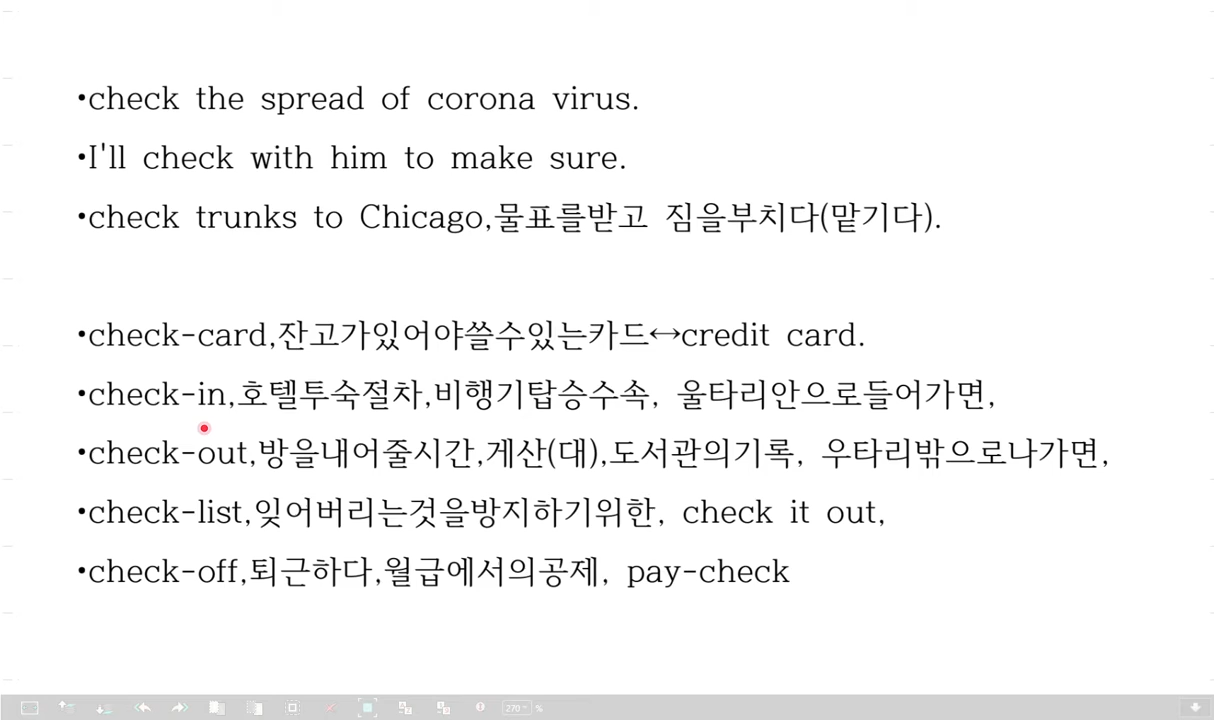 •check the spread of corona virus.
•I'll check with him to make sure.
•check trunks to Chicago,물표를받고 짐을부치다(맡기다).
•check-card,잔고가있어야쓸수있는카드↔credit card.
•check-in,호텔투숙절차,비행기탑승수속, 울타리안으로들어가면,
•check-out,방을내어줄시간,게산(대),도서관의기록, 우타리밖으로나가면,
•check-list,잊어버리는것을방지하기위한, check it out,
•check-off,퇴근하다,월급에서의공제, pay-check
270 %